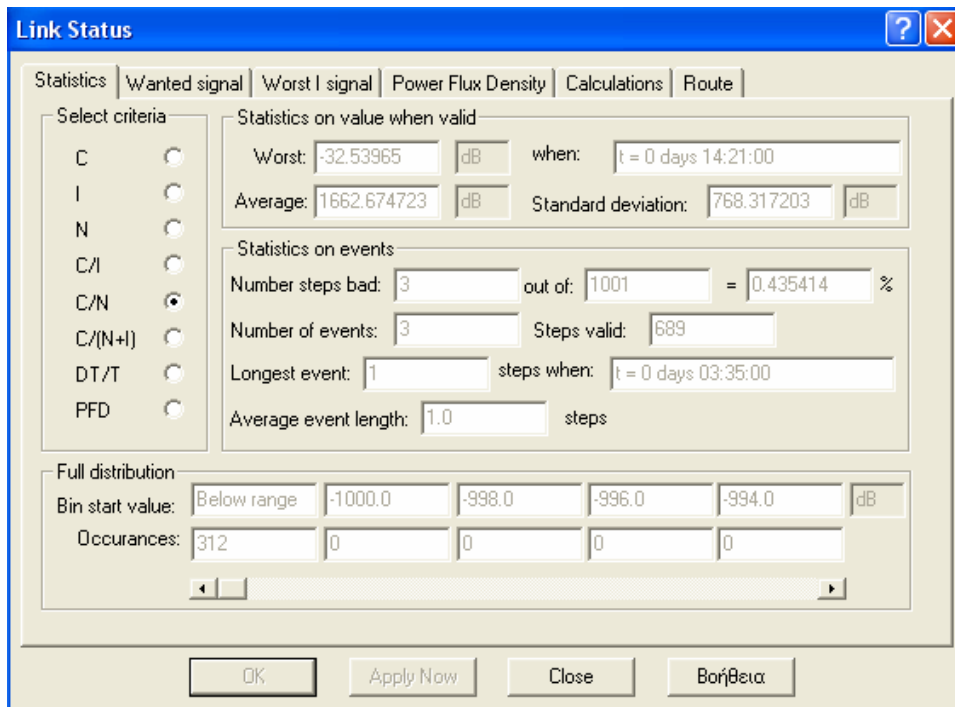 Link Status
Statistics Wanted signal Worst I signal Power Flux Density Calculations Route
Select criteria
C
I
N
C/I
C/N
C/(N+I)
DT/T
PFD
Statistics on value when valid
Worst: -32.53965 dB when: t = 0 days 14:21:00
Average: 1662.674723 dB Standard deviation: 768.317203 dB
Statistics on events
Number steps bad: 3 out of: 1001 = 0.435414 %
Number of events: 3 Steps valid: 689
Longest event: 1 steps when: t = 0 days 03:35:00
Average event length: 1.0 steps
Full distribution
Bin start value: Below range -1000.0 -998.0 -996.0 -994.0 dB
Occurances: 312 0 0 0 0
OK Apply Now Close Βοήθεια